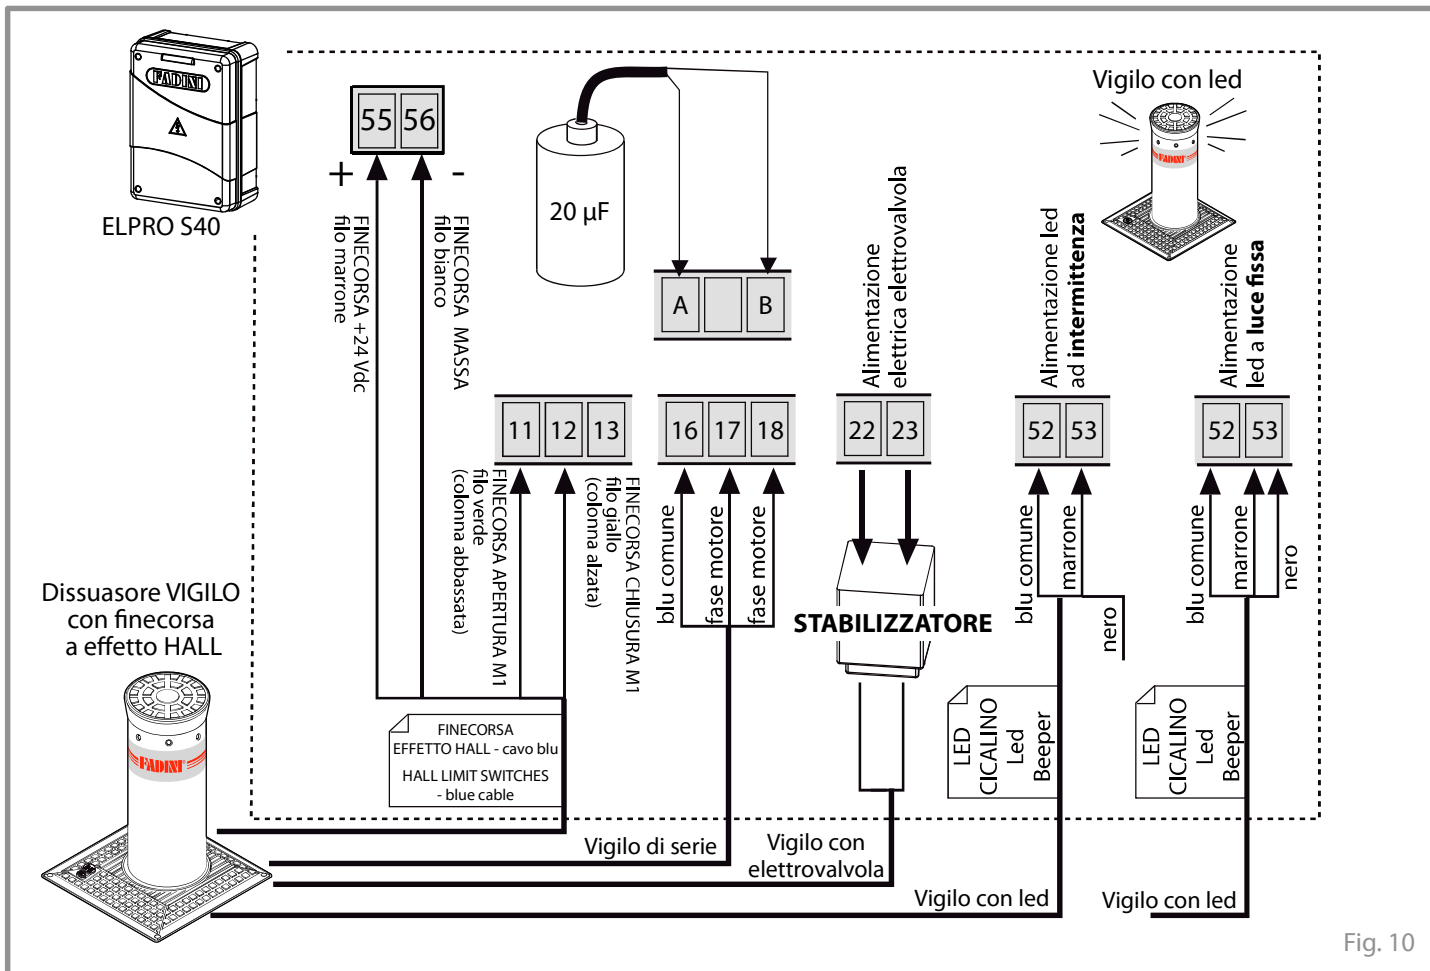 FADINI
ELPRO S40
55 56
+ -
FINECORSA +24 Vdc
filo marrone
FINECORSA MASSA
filo bianco
20 µF
A B
Alimentazione
elettrica elettrovalvola
Vigilo con led
FADINI
Alimentazione led
ad intermittenza
Alimentazione
led a luce fissa
11 12 13
16 17 18
22 23
52 53
52 53
FINECORSA APERTURA M1
filo verde
(colonna abbassata)
FINECORSA CHIUSURA M1
filo giallo
(colonna alzata)
blu comune
fase motore
fase motore
STABILIZZATORE
blu comune
marrone
nero
blu comune
marrone
nero
Dissuasore VIGILO
con finecorsa
a effetto HALL
FADINI
FINECORSA
EFFETTO HALL - cavo blu
HALL LIMIT SWITCHES
- blue cable
LED
CICALINO
Led
Beeper
LED
CICALINO
Led
Beeper
Vigilo di serie
Vigilo con
elettrovalvola
Vigilo con led
Vigilo con led
Fig. 10